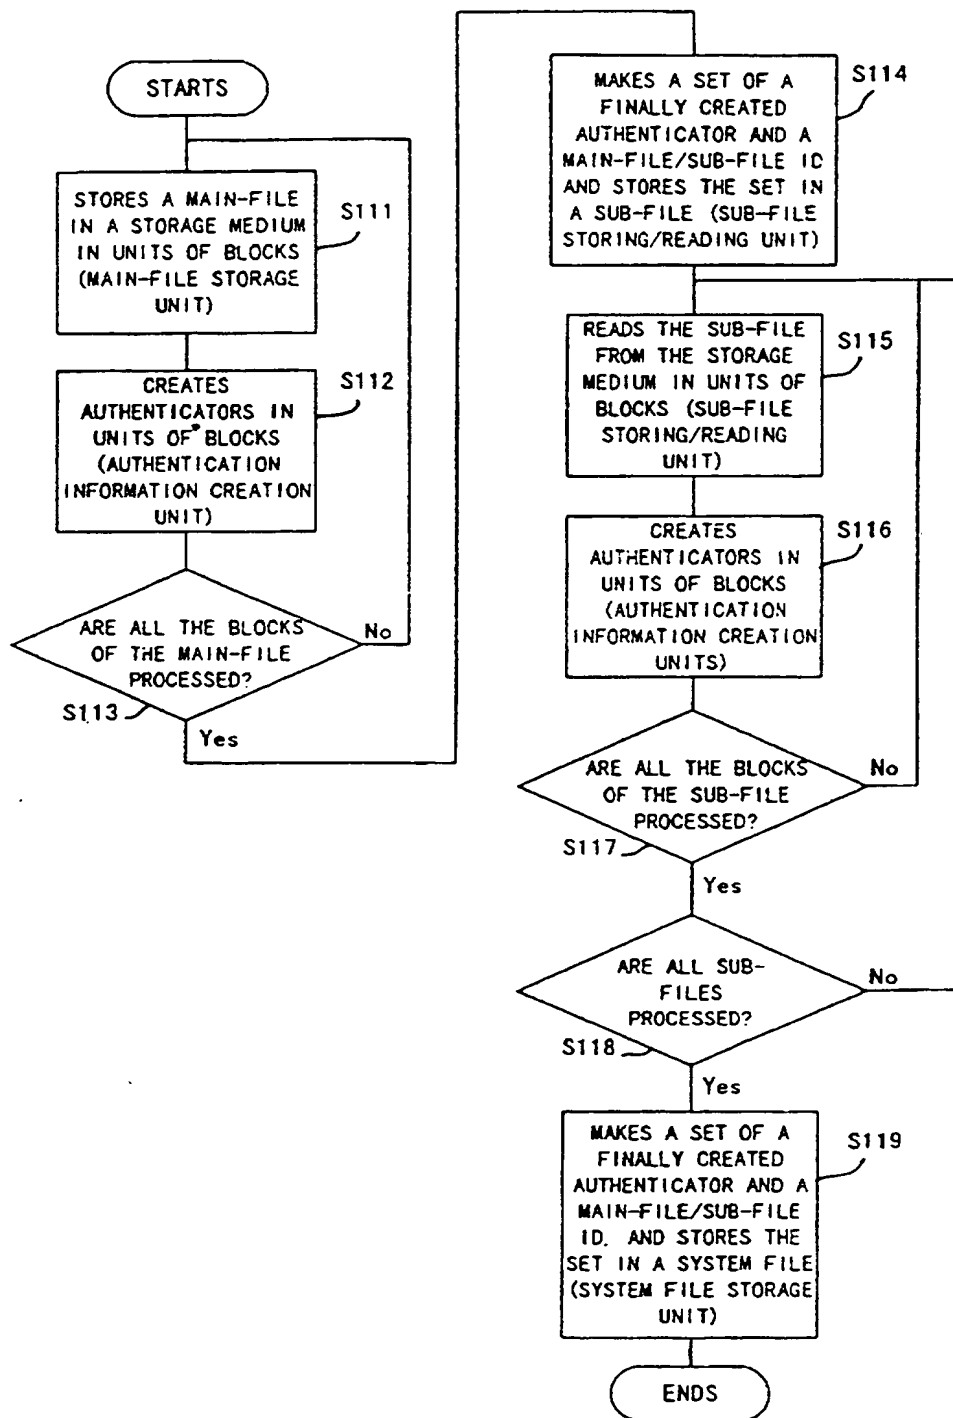 STARTS
STORES A MAIN-FILE
IN A STORAGE MEDIUM
IN UNITS OF BLOCKS
(MAIN-FILE STORAGE
UNIT)
S111
CREATES
AUTHENTICATORS IN
UNITS OF BLOCKS
(AUTHENTICATION
INFORMATION CREATION
UNIT)
S112
ARE ALL THE BLOCKS
OF THE MAIN-FILE
PROCESSED?
No
S113
Yes
MAKES A SET OF A
FINALLY CREATED
AUTHENTICATOR AND A
MAIN-FILE/SUB-FILE ID
AND STORES THE SET IN
A SUB-FILE (SUB-FILE
STORING/READING UNIT)
S114
READS THE SUB-FILE
FROM THE STORAGE
MEDIUM IN UNITS OF
BLOCKS (SUB-FILE
STORING/READING
UNIT)
S115
CREATES
AUTHENTICATORS IN
UNITS OF BLOCKS
(AUTHENTICATION
INFORMATION CREATION
UNITS)
S116
ARE ALL THE BLOCKS
OF THE SUB-FILE
PROCESSED?
No
S117
Yes
ARE ALL SUB-
FILES
PROCESSED?
No
S118
Yes
MAKES A SET OF A
FINALLY CREATED
AUTHENTICATOR AND A
MAIN-FILE/SUB-FILE
ID. AND STORES THE
SET IN A SYSTEM FILE
(SYSTEM FILE STORAGE
UNIT)
S119
ENDS